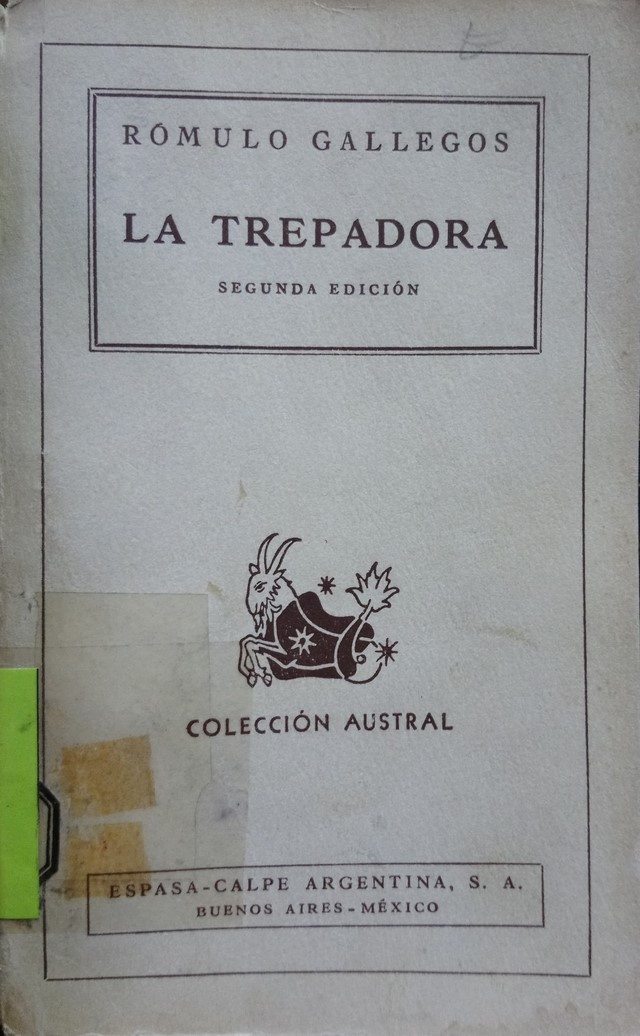 RÓMULO GALLEGOS
LA TREPADORA
SEGUNDA EDICIÓN
COLECCIÓN AUSTRAL
ESPASA-CALPE ARGENTINA, S. A.
BUENOS AIRES - MÉXICO